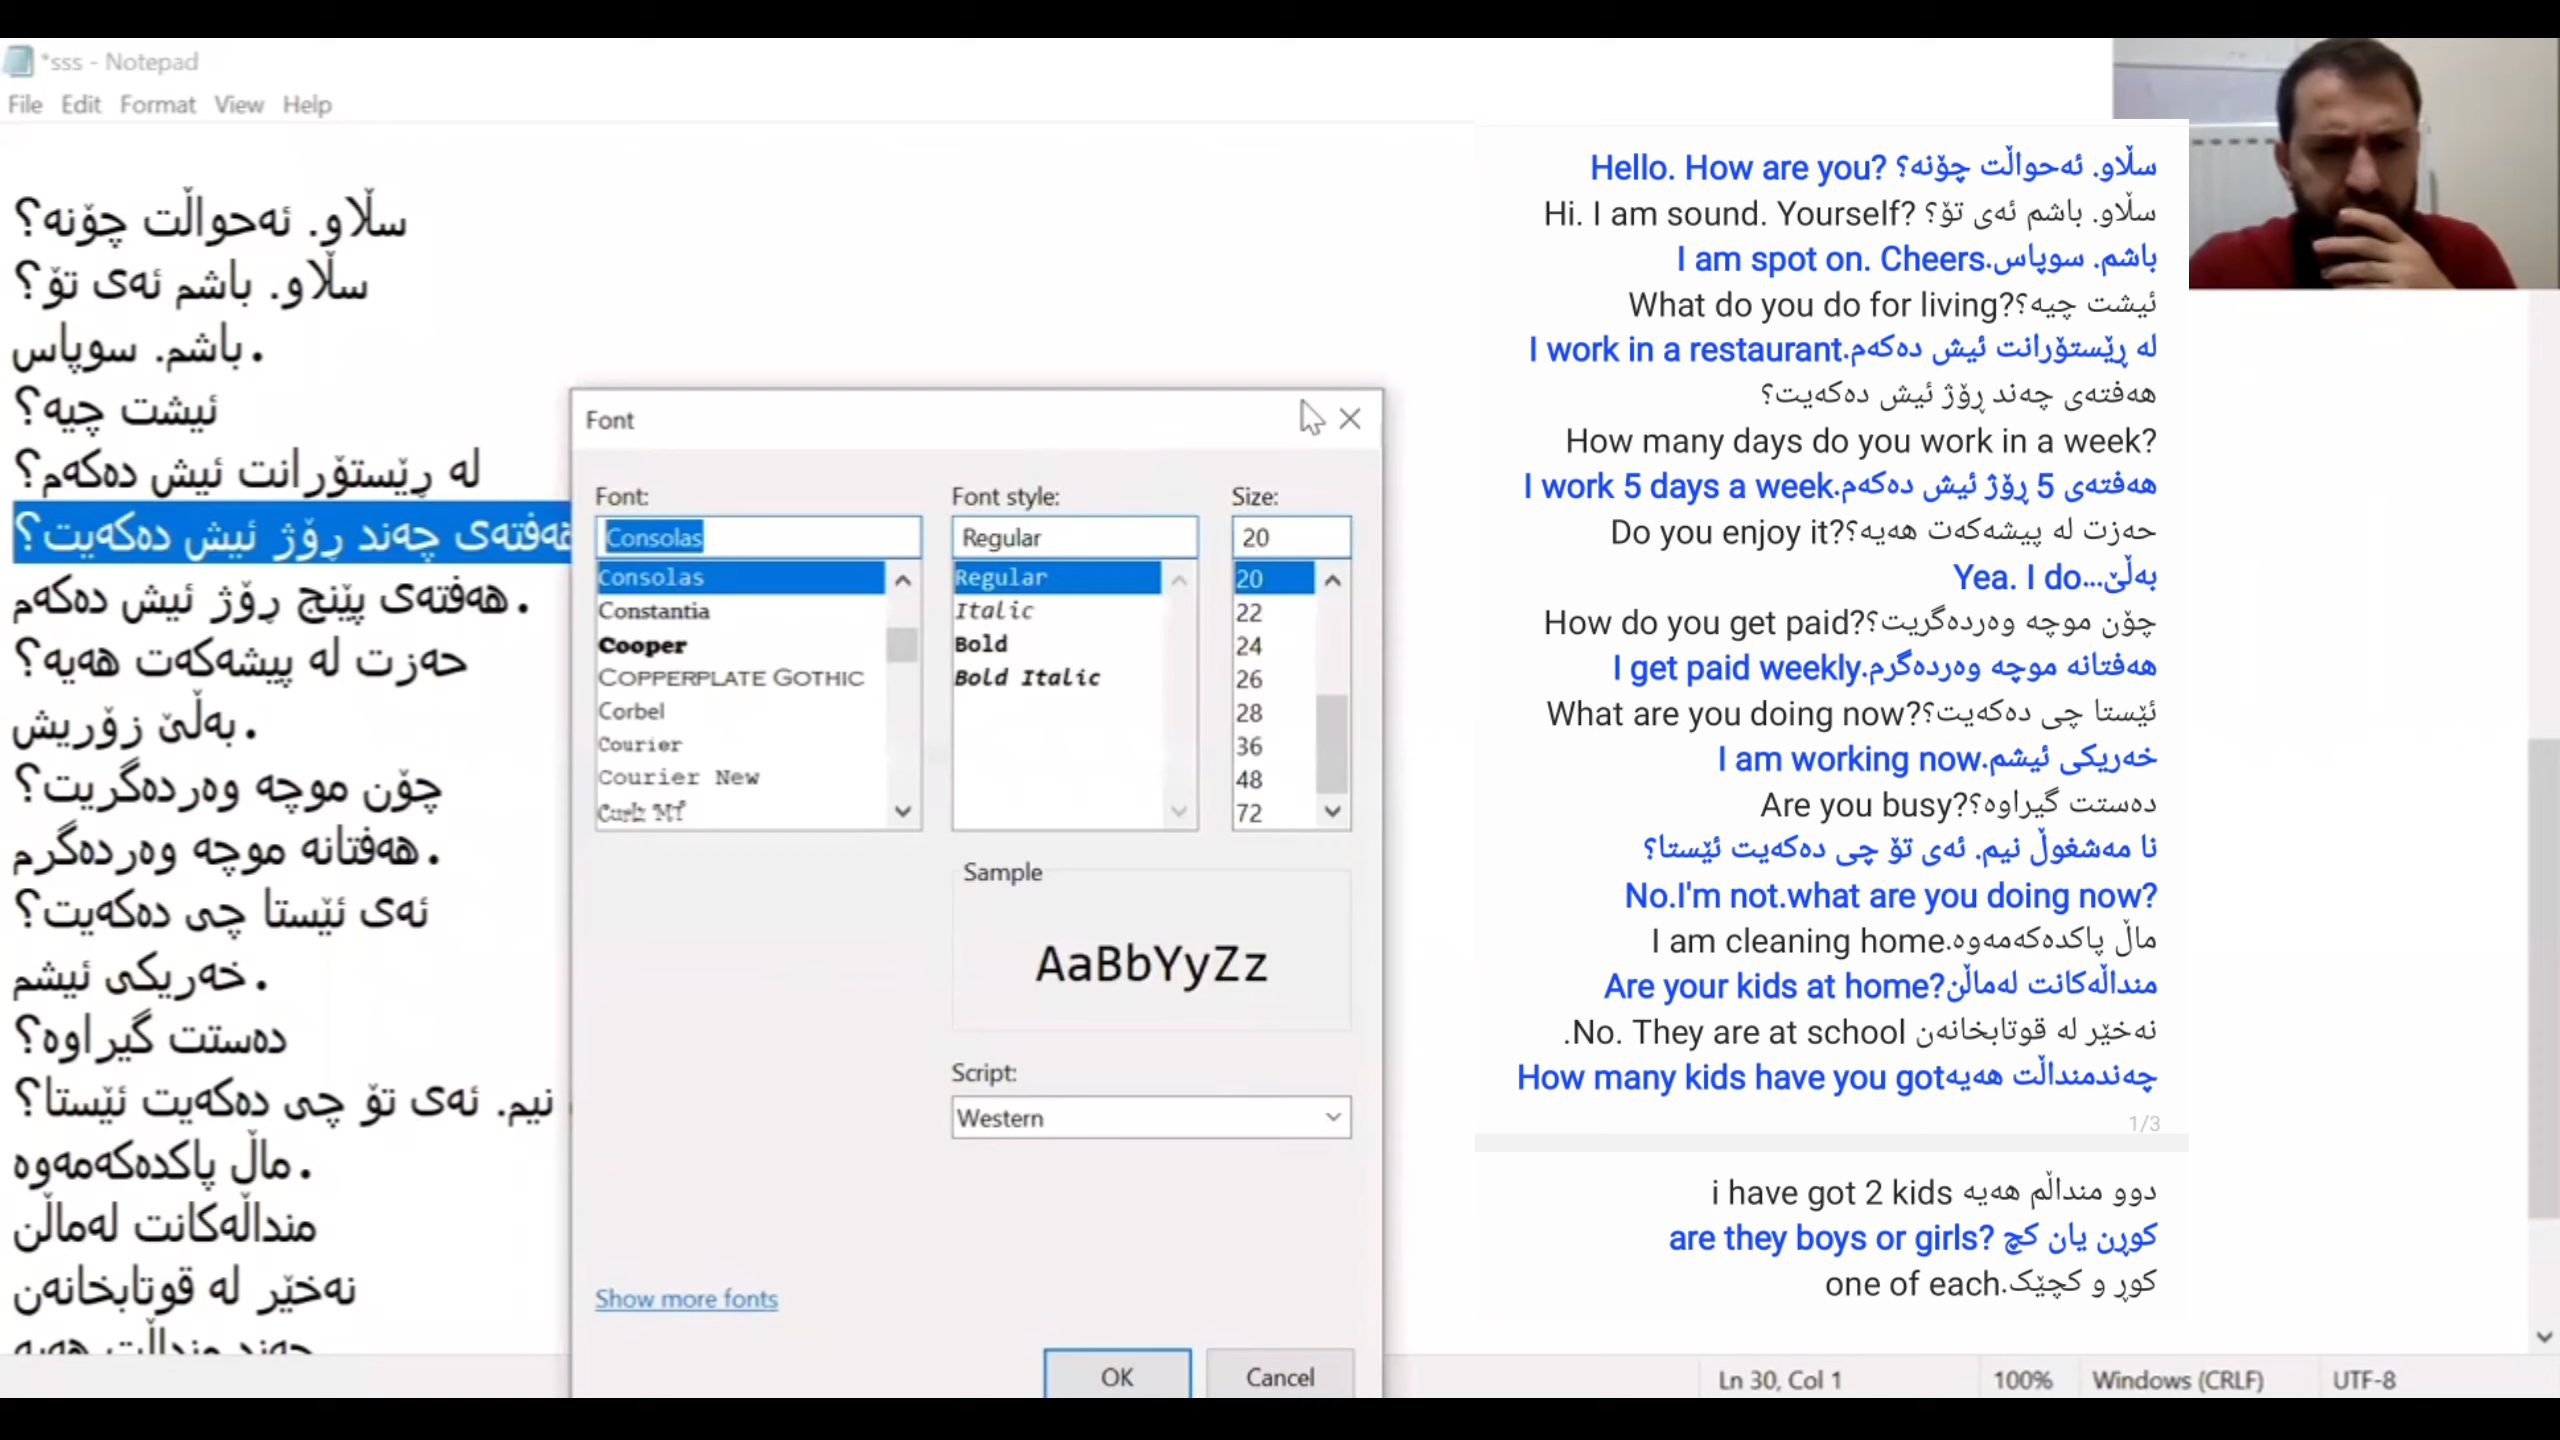 *sss - Notepad
File Edit Format View Help
سڵاو. ئەحواڵت چۆنە؟
سڵاو. باشم ئەی تۆ؟
باشم. سوپاس.
ئیشت چیە؟
لە ڕێستۆرانت ئیش دەکەم؟
هەفتەی چەند ڕۆژ ئیش دەکەیت؟
هەفتەی پێنج ڕۆژ ئیش دەکەم.
حەزت لە پیشەکەت هەیە؟
بەڵێ زۆریش.
چۆن موچە وەردەگریت؟
هەفتانە موچە وەردەگرم.
ئەی ئێستا چی دەکەیت؟
خەریکی ئیشم.
دەستت گیراوە؟
نیم. ئەی تۆ چی دەکەیت ئێستا؟
ماڵ پاکدەکەمەوە.
منداڵەکانت لەماڵن
نەخێر لە قوتابخانەن
چەند منداڵت هەیە
Font
Font: Font style: Size:
Consolas Regular 20
Consolas Regular 20
Constantia Italic 22
Cooper Bold 24
Copperplate Gothic Bold Italic 26
Corbel 28
Courier 36
Courier New 48
Curlz MT 72
Sample
AaBbYyZz
Script:
Western
Show more fonts
OK Cancel
Hello. How are you? سڵاو. ئەحواڵت چۆنە؟
Hi. I am sound. Yourself? سڵاو. باشم ئەی تۆ؟
I am spot on. Cheers.باشم. سوپاس.
What do you do for living?ئیشت چیە؟
I work in a restaurant.لە ڕێستۆرانت ئیش دەکەم.
هەفتەی چەند ڕۆژ ئیش دەکەیت؟
How many days do you work in a week?
I work 5 days a week.هەفتەی 5 ڕۆژ ئیش دەکەم.
Do you enjoy it?حەزت لە پیشەکەت هەیە؟
Yea. I do...بەڵێ
How do you get paid?چۆن موچە وەردەگریت؟
I get paid weekly.هەفتانە موچە وەردەگرم.
What are you doing now?ئێستا چی دەکەیت؟
I am working now.خەریکی ئیشم.
Are you busy?دەستت گیراوە؟
نا مەشغوڵ نیم. ئەی تۆ چی دەکەیت ئێستا؟
No.I'm not.what are you doing now?
I am cleaning home.ماڵ پاکدەکەمەوە
Are your kids at home?منداڵەکانت لەماڵن
.No. They are at school نەخێر لە قوتابخانەن
How many kids have you gotچەندمنداڵت هەیە
1/3
i have got 2 kids دوو منداڵم هەیە
are they boys or girls? کوڕن یان کچ
one of each.کوڕ و کچێک
Ln 30, Col 1 100% Windows (CRLF) UTF-8